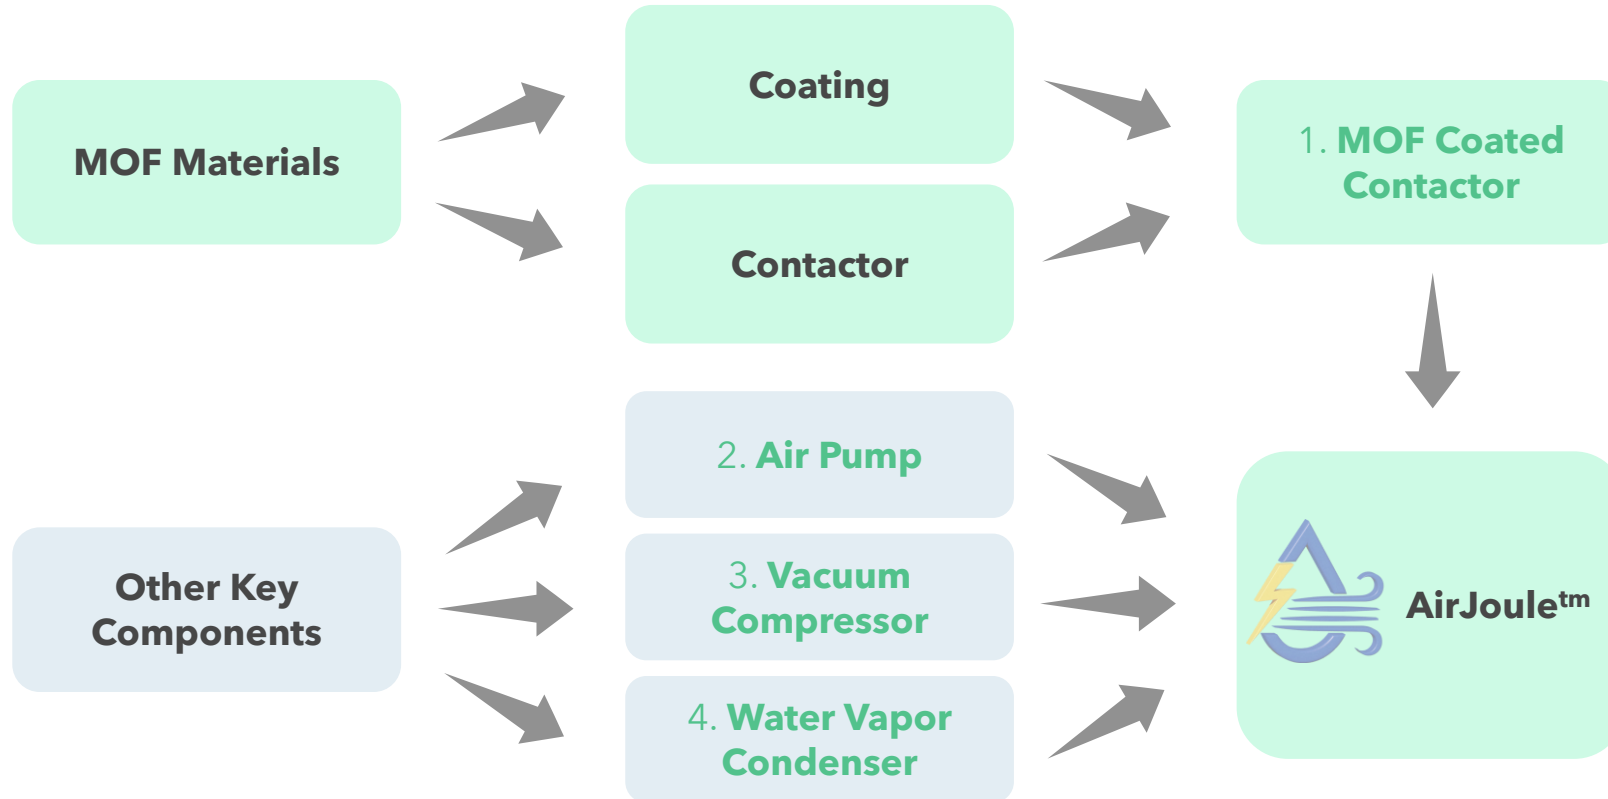 MOF Materials
Coating
Contactor
1. MOF Coated
Contactor
Other Key
Components
2. Air Pump
3. Vacuum
Compressor
4. Water Vapor
Condenser
AirJoule™